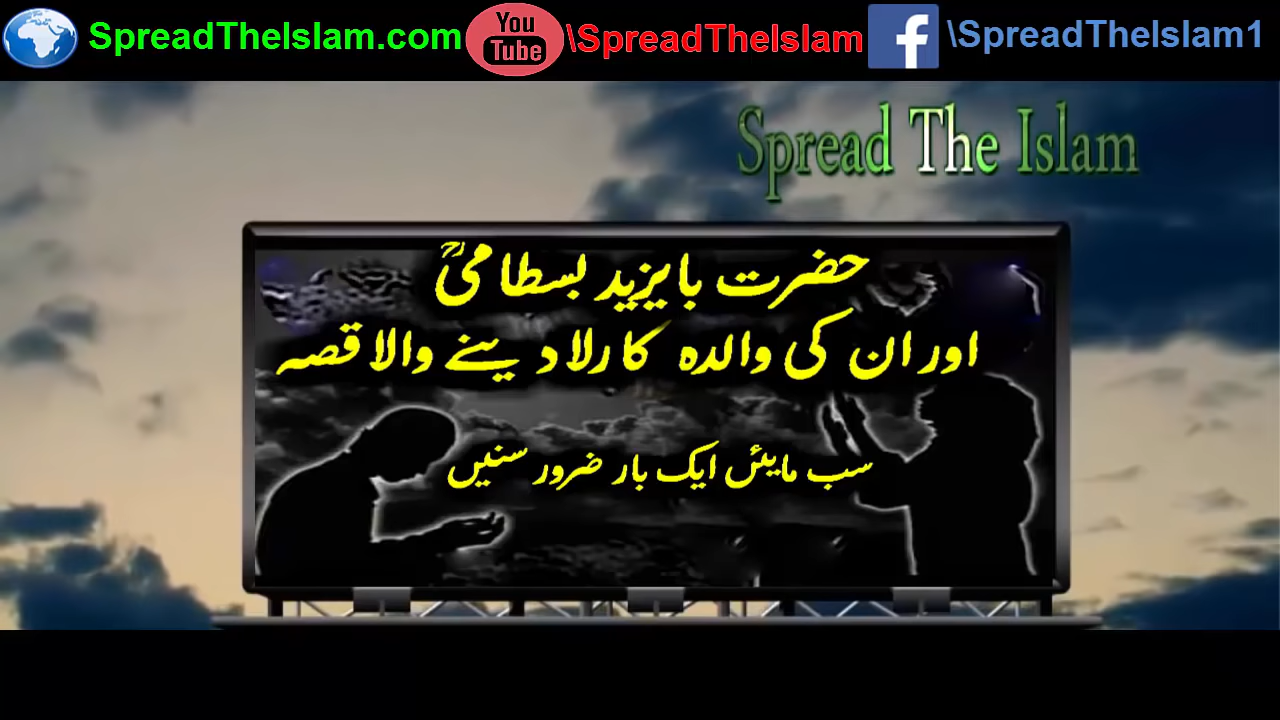 SpreadTheIslam.com You Tube \SpreadTheIslam f \SpreadTheIslam1
Spread The Islam
حضرت بایزید بسطامیؒ
اور ان کی والدہ کا رلا دینے والا قصہ
سب مایئں ایک بار ضرور سنیں